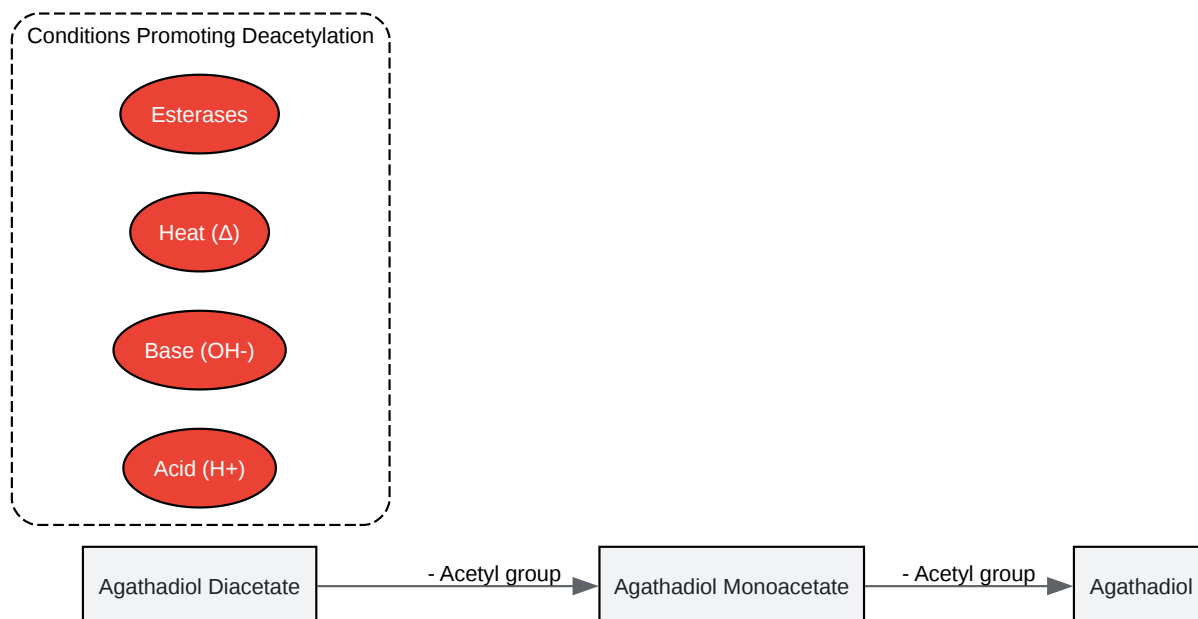 Conditions Promoting Deacetylation
Esterases
Heat (Δ)
Base (OH-)
Acid (H+)
Agathadiol Diacetate
- Acetyl group
Agathadiol Monoacetate
- Acetyl group
Agathadiol